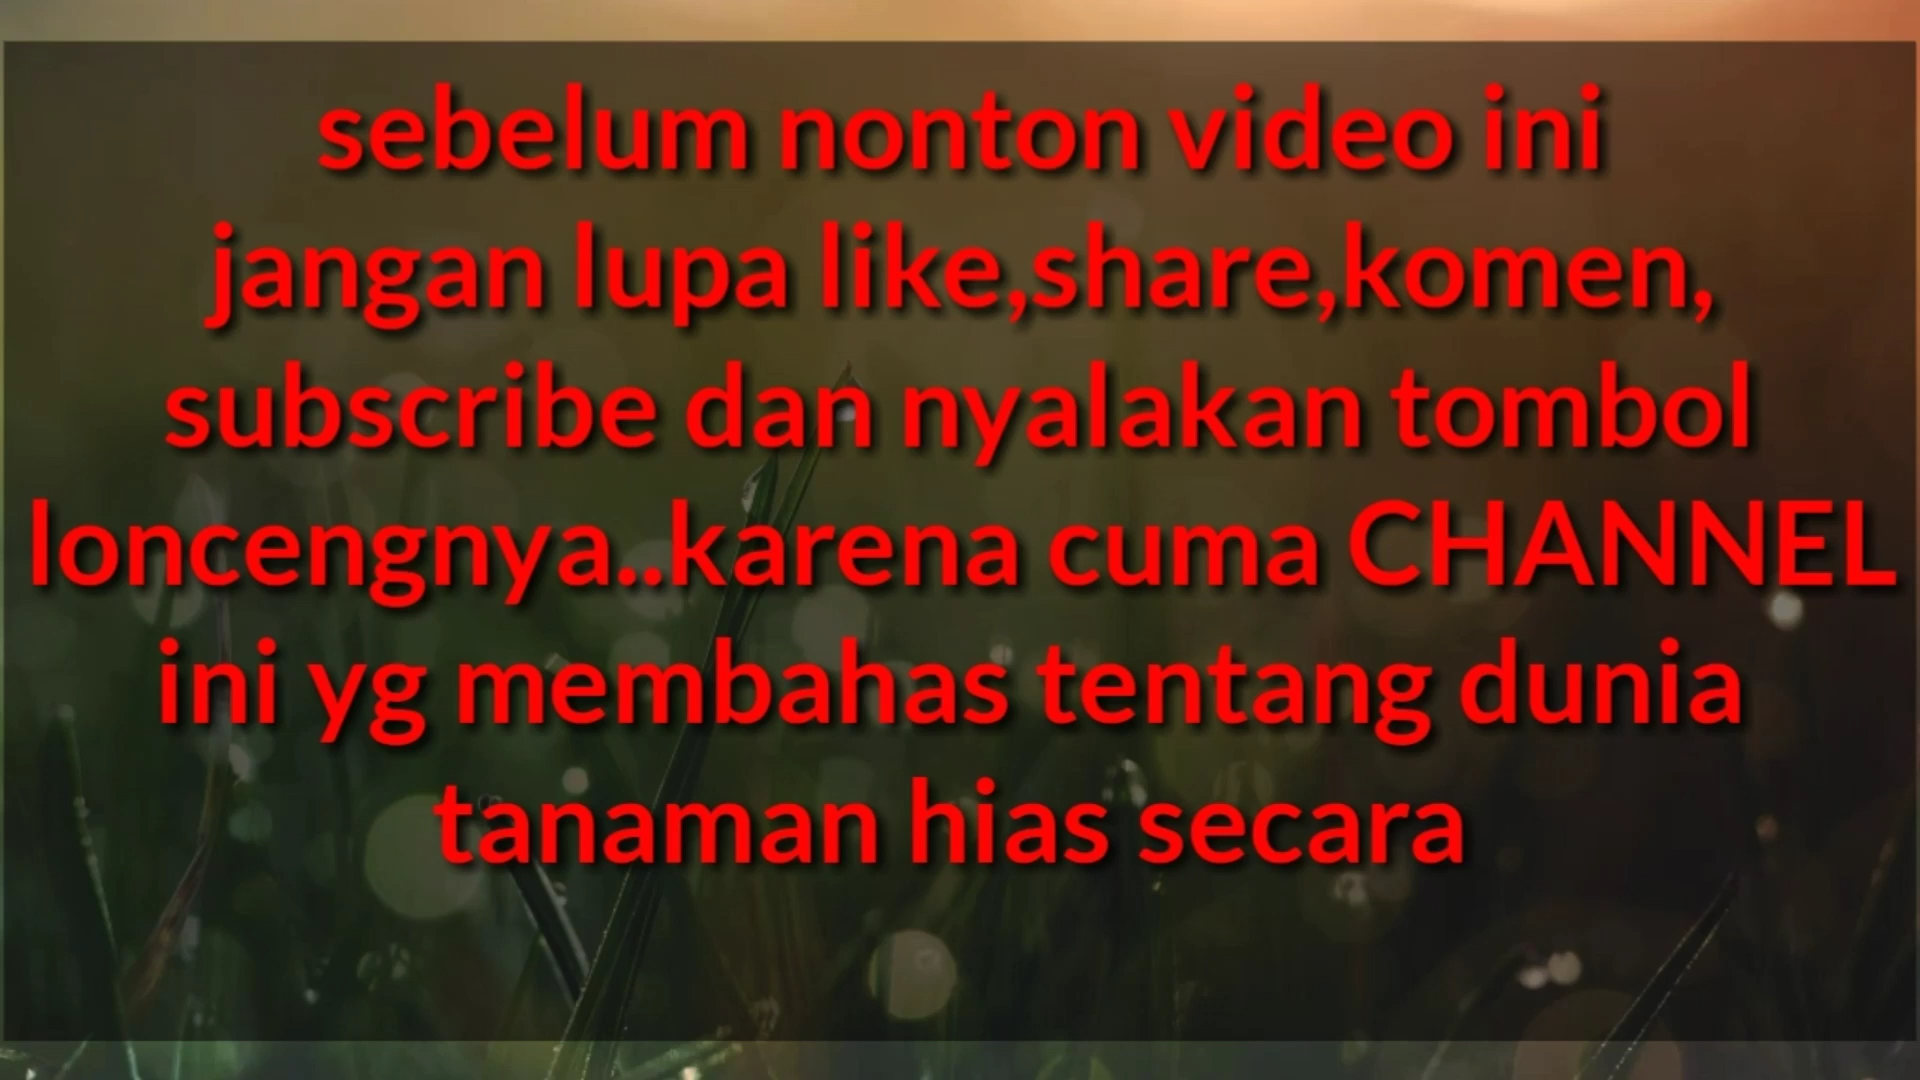 sebelum nonton video ini
jangan lupa like,share,komen,
subscribe dan nyalakan tombol
loncengnya..karena cuma CHANNEL
ini yg membahas tentang dunia
tanaman hias secara